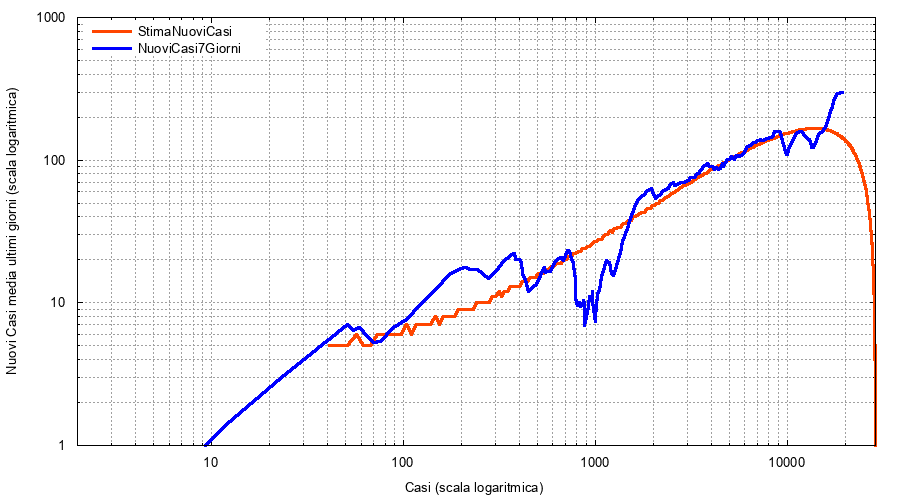 1000
StimaNuoviCasi
NuoviCasi7Giorni
Nuovi Casi media ultimi giorni (scala logaritmica)
100
10
1
10
100
1000
10000
Casi (scala logaritmica)